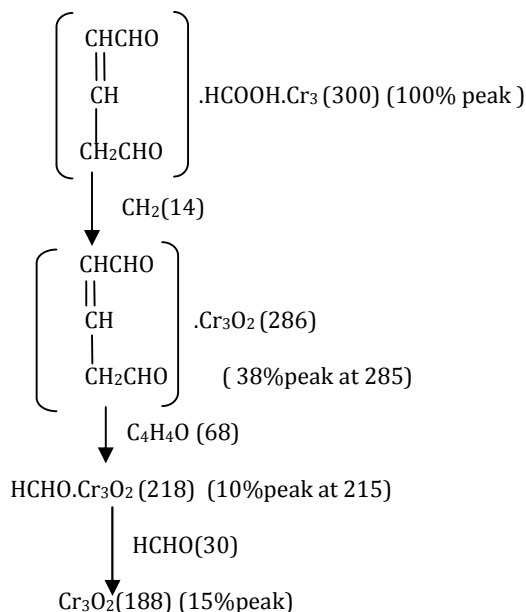 CHCHO
CH
CH2CHO
.HCOOH.Cr3 (300) (100% peak )
CH2(14)
CHCHO
CH
CH2CHO
.Cr3O2 (286)
( 38%peak at 285)
C4H4O (68)
HCHO.Cr3O2 (218) (10%peak at 215)
HCHO(30)
Cr3O2(188) (15%peak)